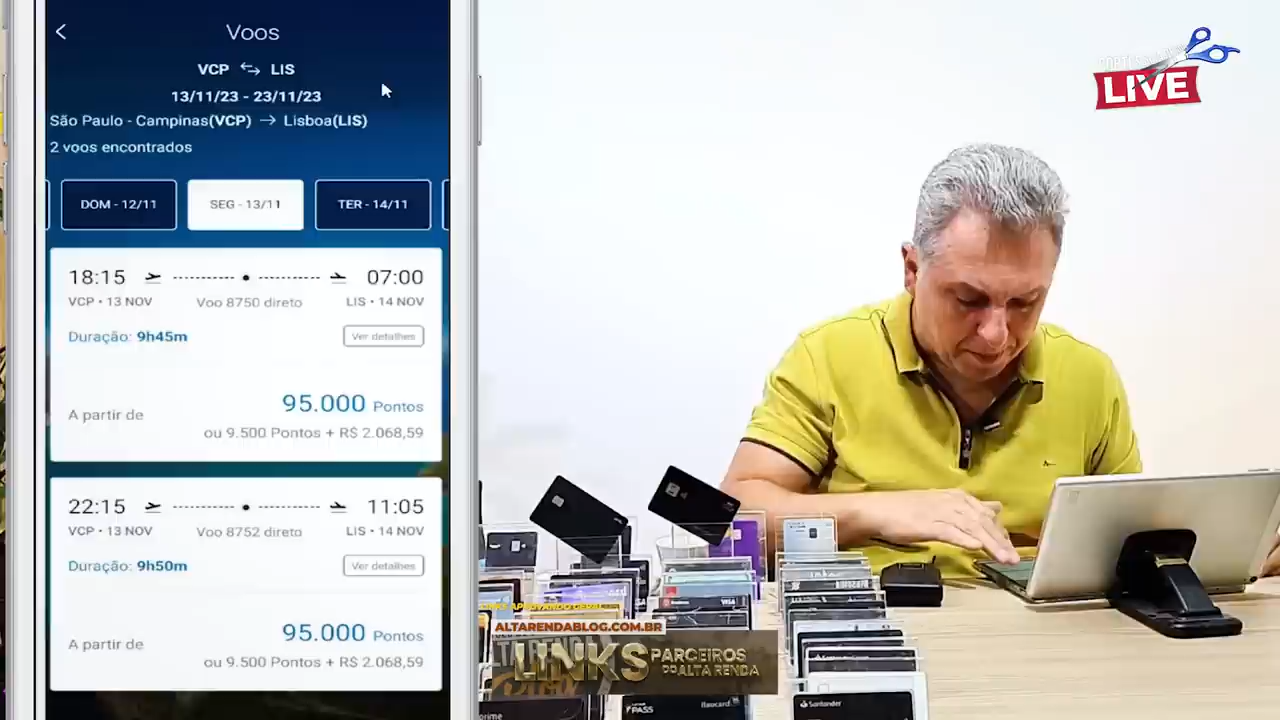 Voos
VCP LIS
13/11/23 - 23/11/23
São Paulo - Campinas(VCP) → Lisboa(LIS)
2 voos encontrados
DOM - 12/11
SEG - 13/11
TER - 14/11
18:15
07:00
VCP • 13 NOV
Voo 8750 direto
LIS • 14 NOV
Duração: 9h45m
Ver detalhes
A partir de
95.000 Pontos
ou 9.500 Pontos + R$ 2.068,59
22:15
11:05
VCP • 13 NOV
Voo 8752 direto
LIS • 14 NOV
Duração: 9h50m
Ver detalhes
A partir de
95.000 Pontos
ou 9.500 Pontos + R$ 2.068,59
LIVE
ALTARENDABLOG.COM.BR
LINKS
PARCEIROS
DO ALTA RENDA
VISA
Santander
PASS
Itaucard